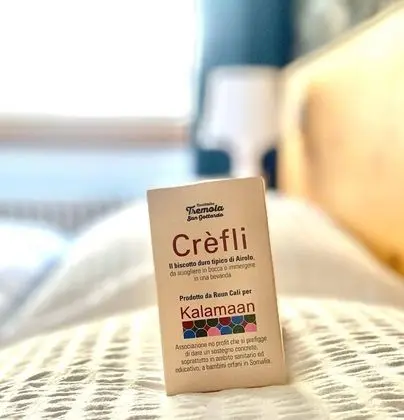 Tremola
San Gottardo
Crèfli
Il biscotto duro tipico di Airolo,
da sciogliere in bocca o immergere
in una bevanda
Prodotto da Ruun Cali per
Kalamaan
Associazione no profit che si prefigge
di dare un sostegno concreto,
soprattutto in ambito sanitario ed
educativo, a bambini orfani in Somalia.